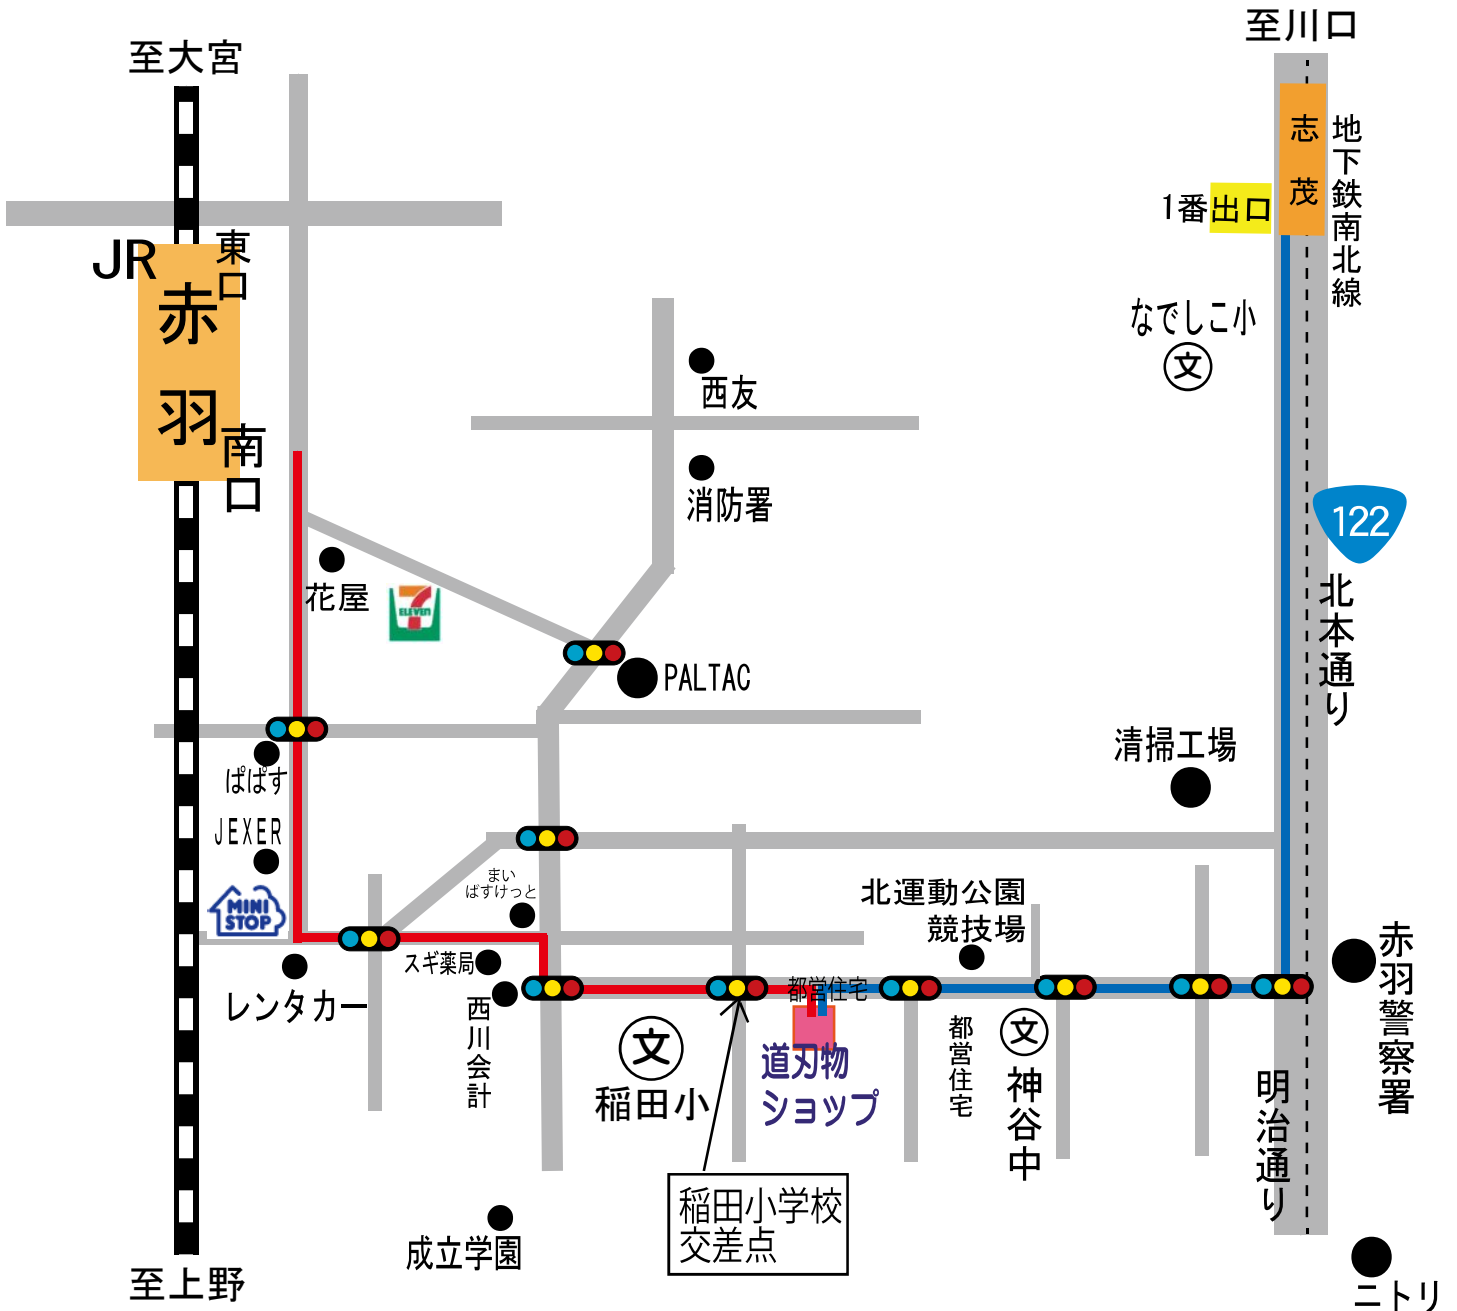 至大宮
至川口
志茂
地下鉄南北線
1番出口
JR
東口
赤羽
南口
なでしこ小
文
西友
消防署
122
北本通り
花屋
7
ELEVEN
PALTAC
清掃工場
ぱぱす
JEXER
MINI
STOP
まい
ばすけっと
北運動公園
競技場
赤羽警察署
スギ薬局
レンタカー
西川会計
都営住宅
文
稲田小
道刃物
ショップ
都営住宅
文
神谷中
明治通り
稲田小学校
交差点
成立学園
至上野
ニトリ